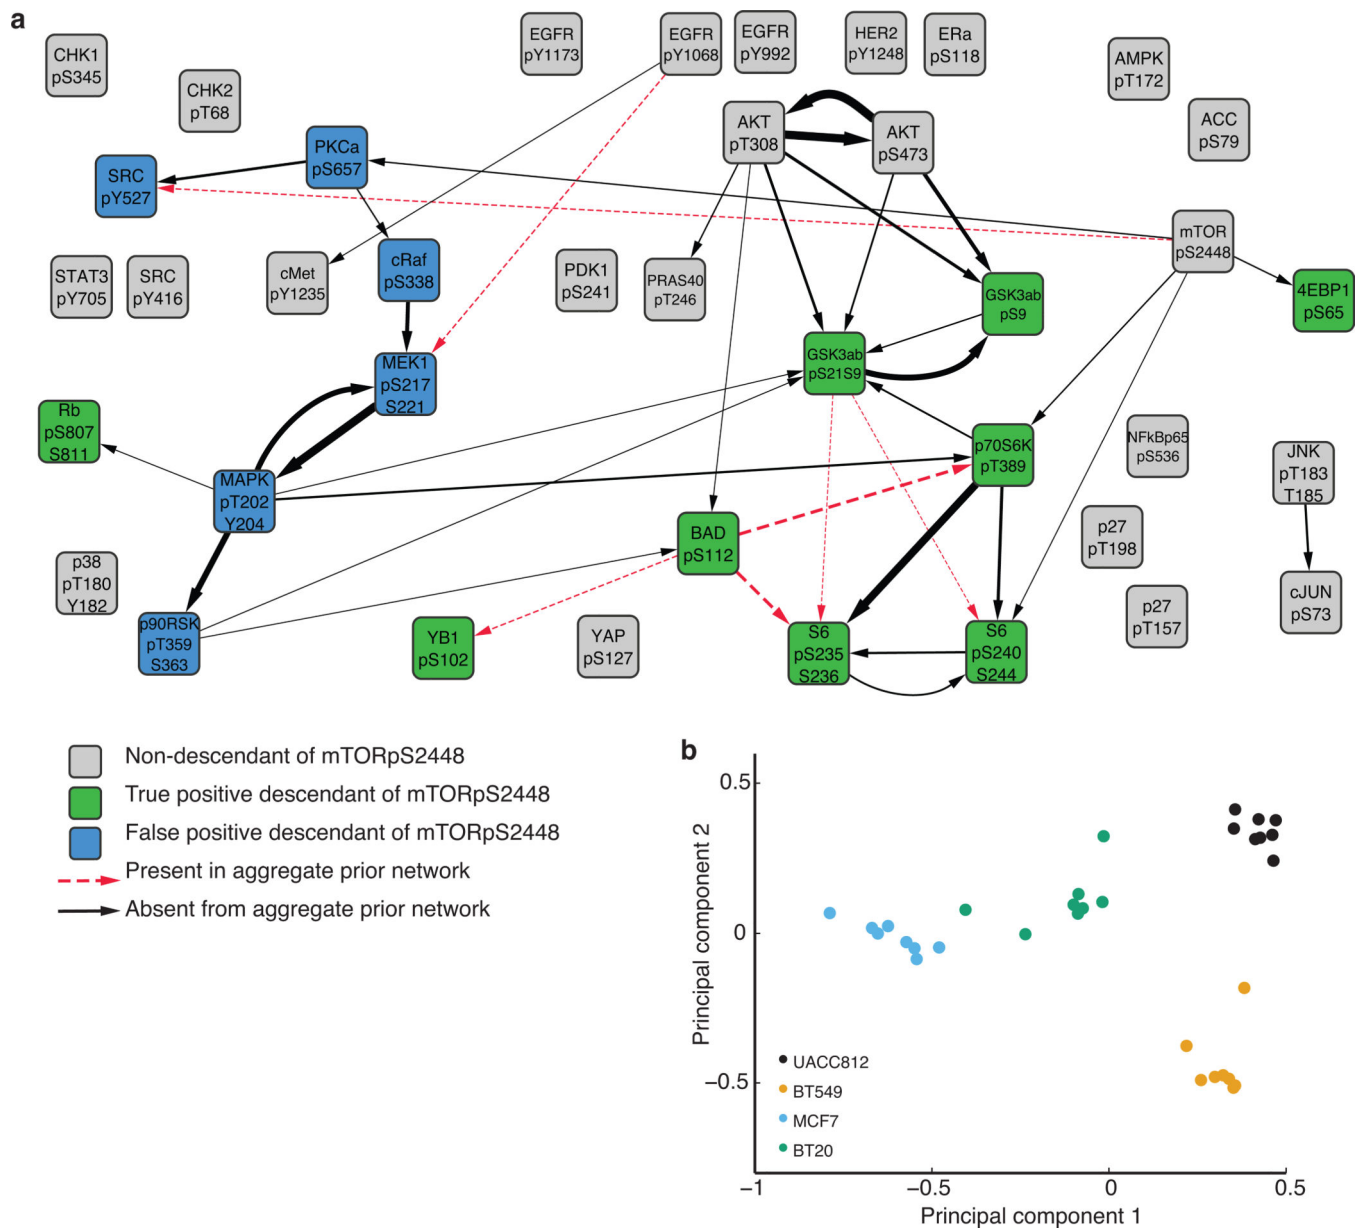 a
CHK1
pS345
CHK2
pT68
EGFR
pY1173
EGFR
pY1068
EGFR
pY992
HER2
pY1248
ERa
pS118
AMPK
pT172
ACC
pS79
PKCa
pS657
SRC
pY527
AKT
pT308
AKT
pS473
mTOR
pS2448
STAT3
pY705
SRC
pY416
cMet
pY1235
cRaf
pS338
PDK1
pS241
PRAS40
pT246
GSK3ab
pS9
4EBP1
pS65
MEK1
pS217
S221
GSK3ab
pS21S9
Rb
pS807
S811
MAPK
pT202
Y204
p70S6K
pT389
NFkBp65
pS536
JNK
pT183
T185
BAD
pS112
p27
pT198
p38
pT180
Y182
p90RSK
pT359
S363
YB1
pS102
YAP
pS127
S6
pS235
S236
S6
pS240
S244
p27
pT157
cJUN
pS73
Non-descendant of mTORpS2448
True positive descendant of mTORpS2448
False positive descendant of mTORpS2448
Present in aggregate prior network
Absent from aggregate prior network
b
Principal component 2
0.5
0
−0.5
UACC812
BT549
MCF7
BT20
−1
−0.5
0
0.5
Principal component 1